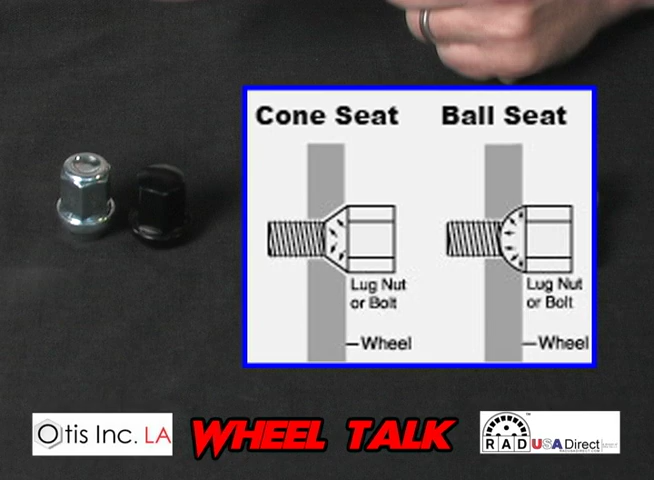 Cone Seat
Ball Seat
Lug Nut
or Bolt
Wheel
Lug Nut
or Bolt
Wheel
Otis Inc. LA
WHEEL TALK
RAD USA Direct